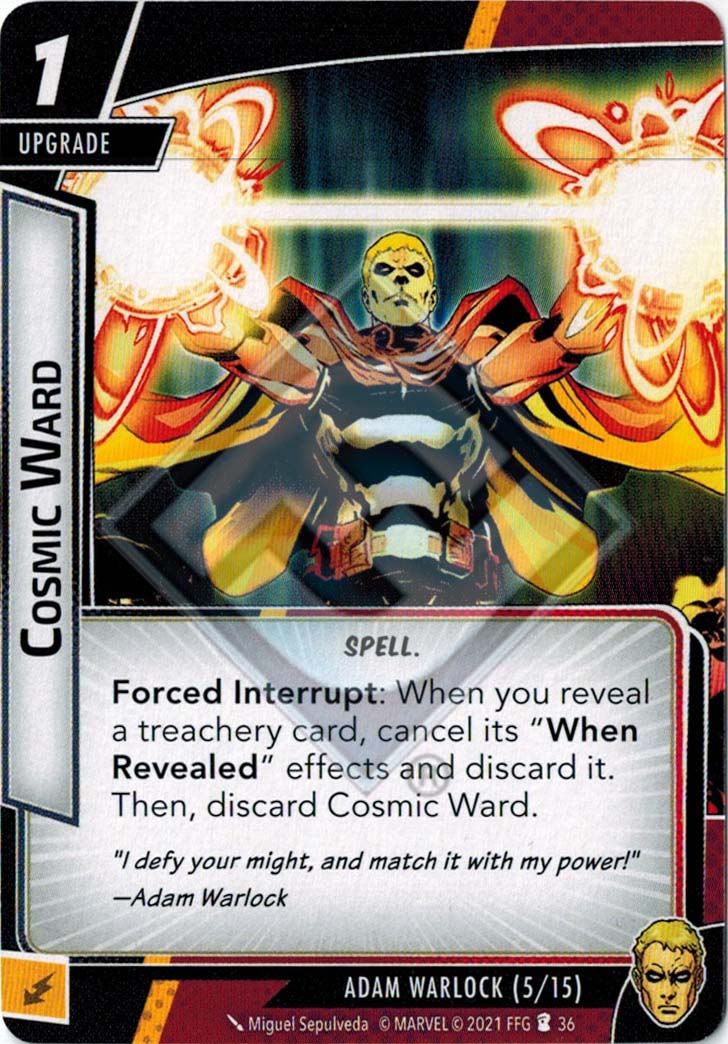 1
UPGRADE
COSMIC WARD
SPELL.
Forced Interrupt: When you reveal
a treachery card, cancel its “When
Revealed” effects and discard it.
Then, discard Cosmic Ward.
"I defy your might, and match it with my power!"
—Adam Warlock
ADAM WARLOCK (5/15)
Miguel Sepulveda © MARVEL © 2021 FFG 36
®